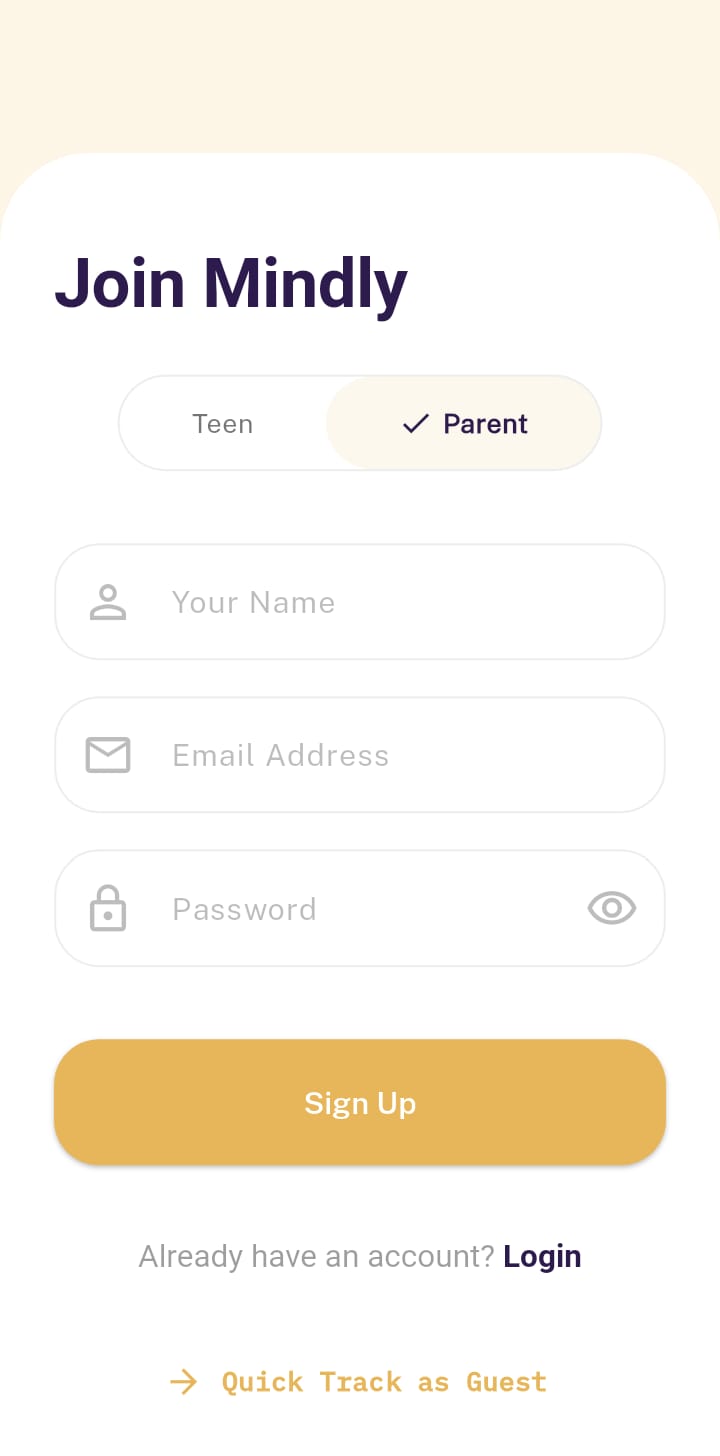 Join Mindly
Teen
Parent
Your Name
Email Address
Password
Sign Up
Already have an account? Login
Quick Track as Guest